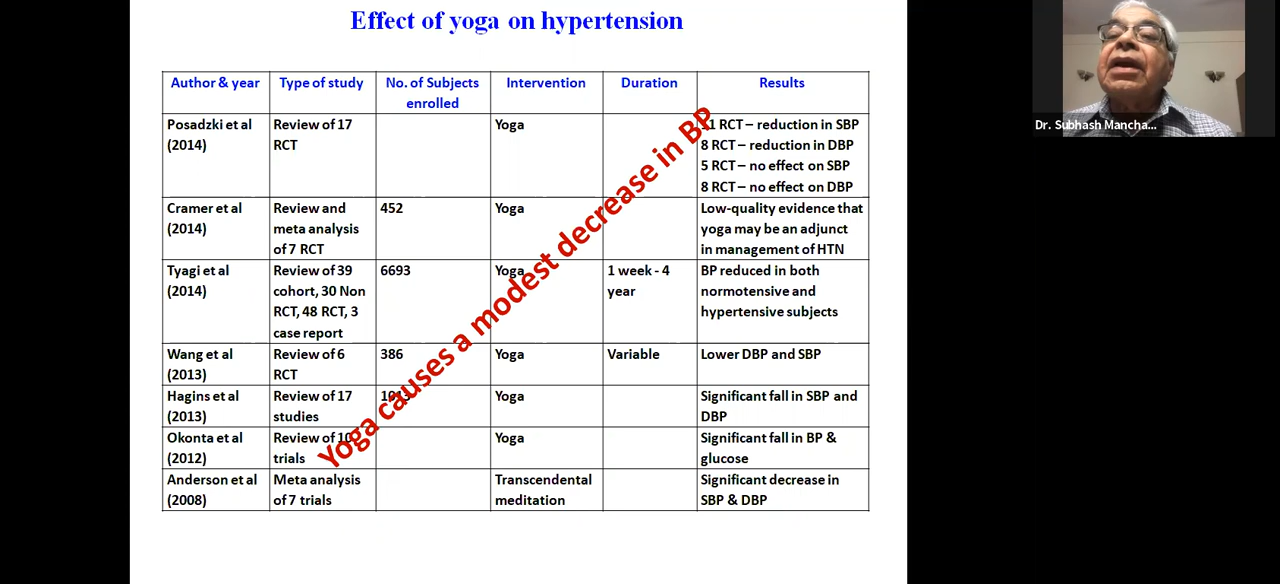 Effect of yoga on hypertension
Dr. Subhash Mancha...
Author & year
Type of study
No. of Subjects
enrolled
Intervention
Duration
Results
Posadzki et al
(2014)
Review of 17
RCT
Yoga
11 RCT – reduction in SBP
8 RCT – reduction in DBP
5 RCT – no effect on SBP
8 RCT – no effect on DBP
Cramer et al
(2014)
Review and
meta analysis
of 7 RCT
452
Yoga
Low-quality evidence that
yoga may be an adjunct
in management of HTN
Tyagi et al
(2014)
Review of 39
cohort, 30 Non
RCT, 48 RCT, 3
case report
6693
Yoga
1 week - 4
year
BP reduced in both
normotensive and
hypertensive subjects
Wang et al
(2013)
Review of 6
RCT
386
Yoga
Variable
Lower DBP and SBP
Hagins et al
(2013)
Review of 17
studies
Yoga
Significant fall in SBP and
DBP
Okonta et al
(2012)
Review of 10
trials
Yoga
Significant fall in BP &
glucose
Anderson et al
(2008)
Meta analysis
of 7 trials
Transcendental
meditation
Significant decrease in
SBP & DBP
Yoga causes a modest decrease in BP